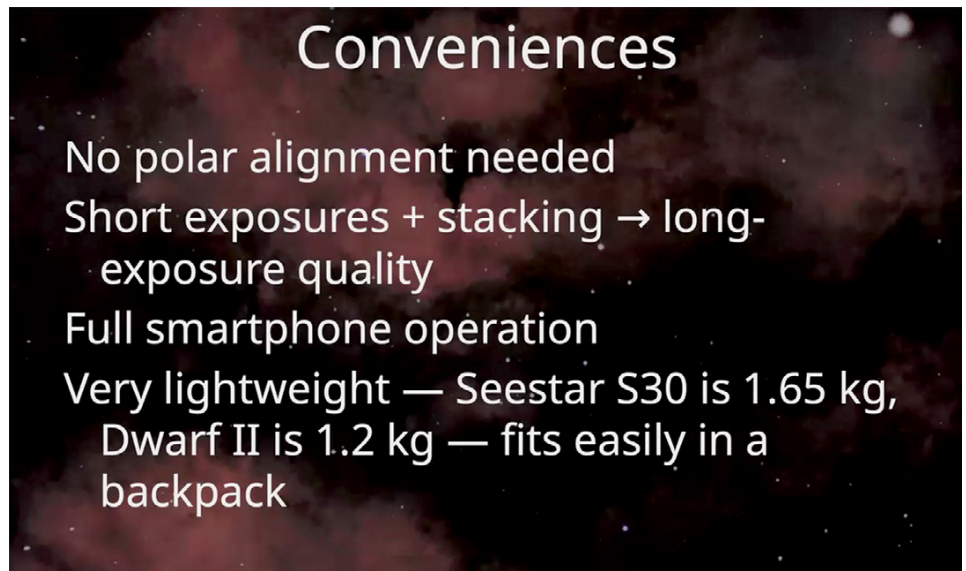 Conveniences
No polar alignment needed
Short exposures + stacking → long-
exposure quality
Full smartphone operation
Very lightweight — Seestar S30 is 1.65 kg,
Dwarf II is 1.2 kg — fits easily in a
backpack